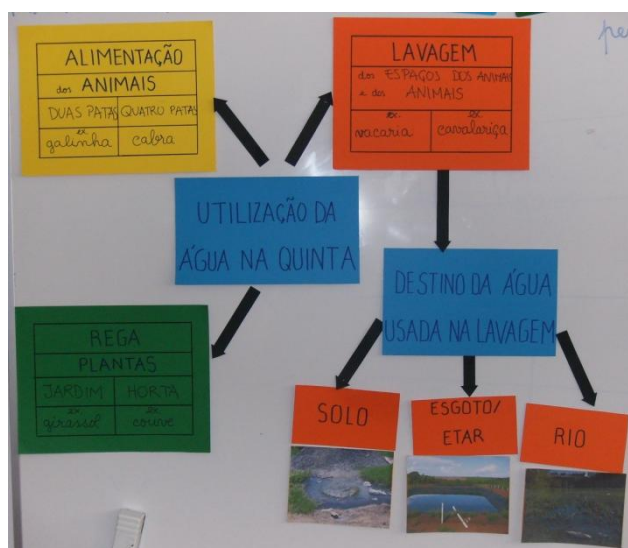 ALIMENTAÇÃO
dos ANIMAIS
DUAS PATAS QUATRO PATAS
ex. ex.
galinha cabra
LAVAGEM
dos ESPAÇOS DOS ANIMAIS
e dos ANIMAIS
ex. ex.
vacaria cavalariça
UTILIZAÇÃO DA
ÁGUA NA QUINTA
DESTINO DA ÁGUA
USADA NA LAVAGEM
REGA
PLANTAS
JARDIM HORTA
ex. ex.
girassol couve
SOLO
ESGOTO/
ETAR
RIO